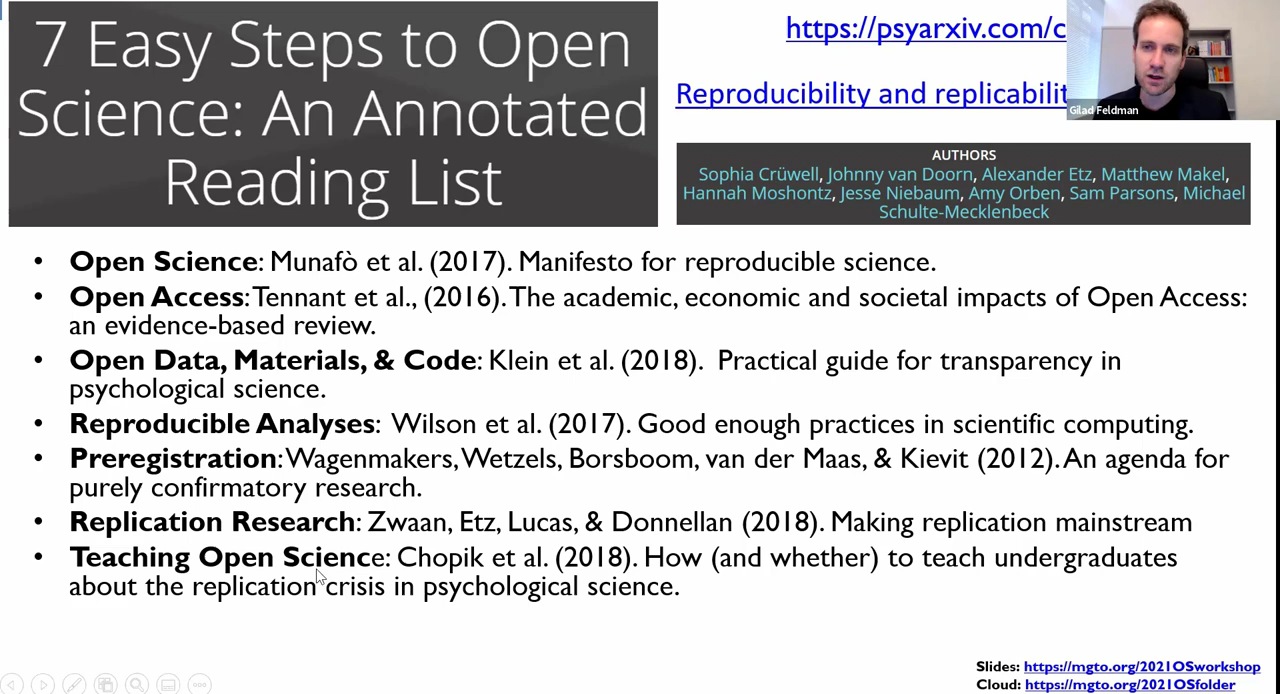 7 Easy Steps to Open
Science: An Annotated
Reading List
https://psyarxiv.com/c
Reproducibility and replicabilit
Gilad Feldman
AUTHORS
Sophia Crüwell, Johnny van Doorn, Alexander Etz, Matthew Makel,
Hannah Moshontz, Jesse Niebaum, Amy Orben, Sam Parsons, Michael
Schulte-Mecklenbeck
• Open Science: Munafò et al. (2017). Manifesto for reproducible science.
• Open Access: Tennant et al., (2016). The academic, economic and societal impacts of Open Access:
an evidence-based review.
• Open Data, Materials, & Code: Klein et al. (2018). Practical guide for transparency in
psychological science.
• Reproducible Analyses: Wilson et al. (2017). Good enough practices in scientific computing.
• Preregistration: Wagenmakers, Wetzels, Borsboom, van der Maas, & Kievit (2012). An agenda for
purely confirmatory research.
• Replication Research: Zwaan, Etz, Lucas, & Donnellan (2018). Making replication mainstream
• Teaching Open Science: Chopik et al. (2018). How (and whether) to teach undergraduates
about the replication crisis in psychological science.
Slides: https://mgto.org/2021OSworkshop
Cloud: https://mgto.org/2021OSfolder